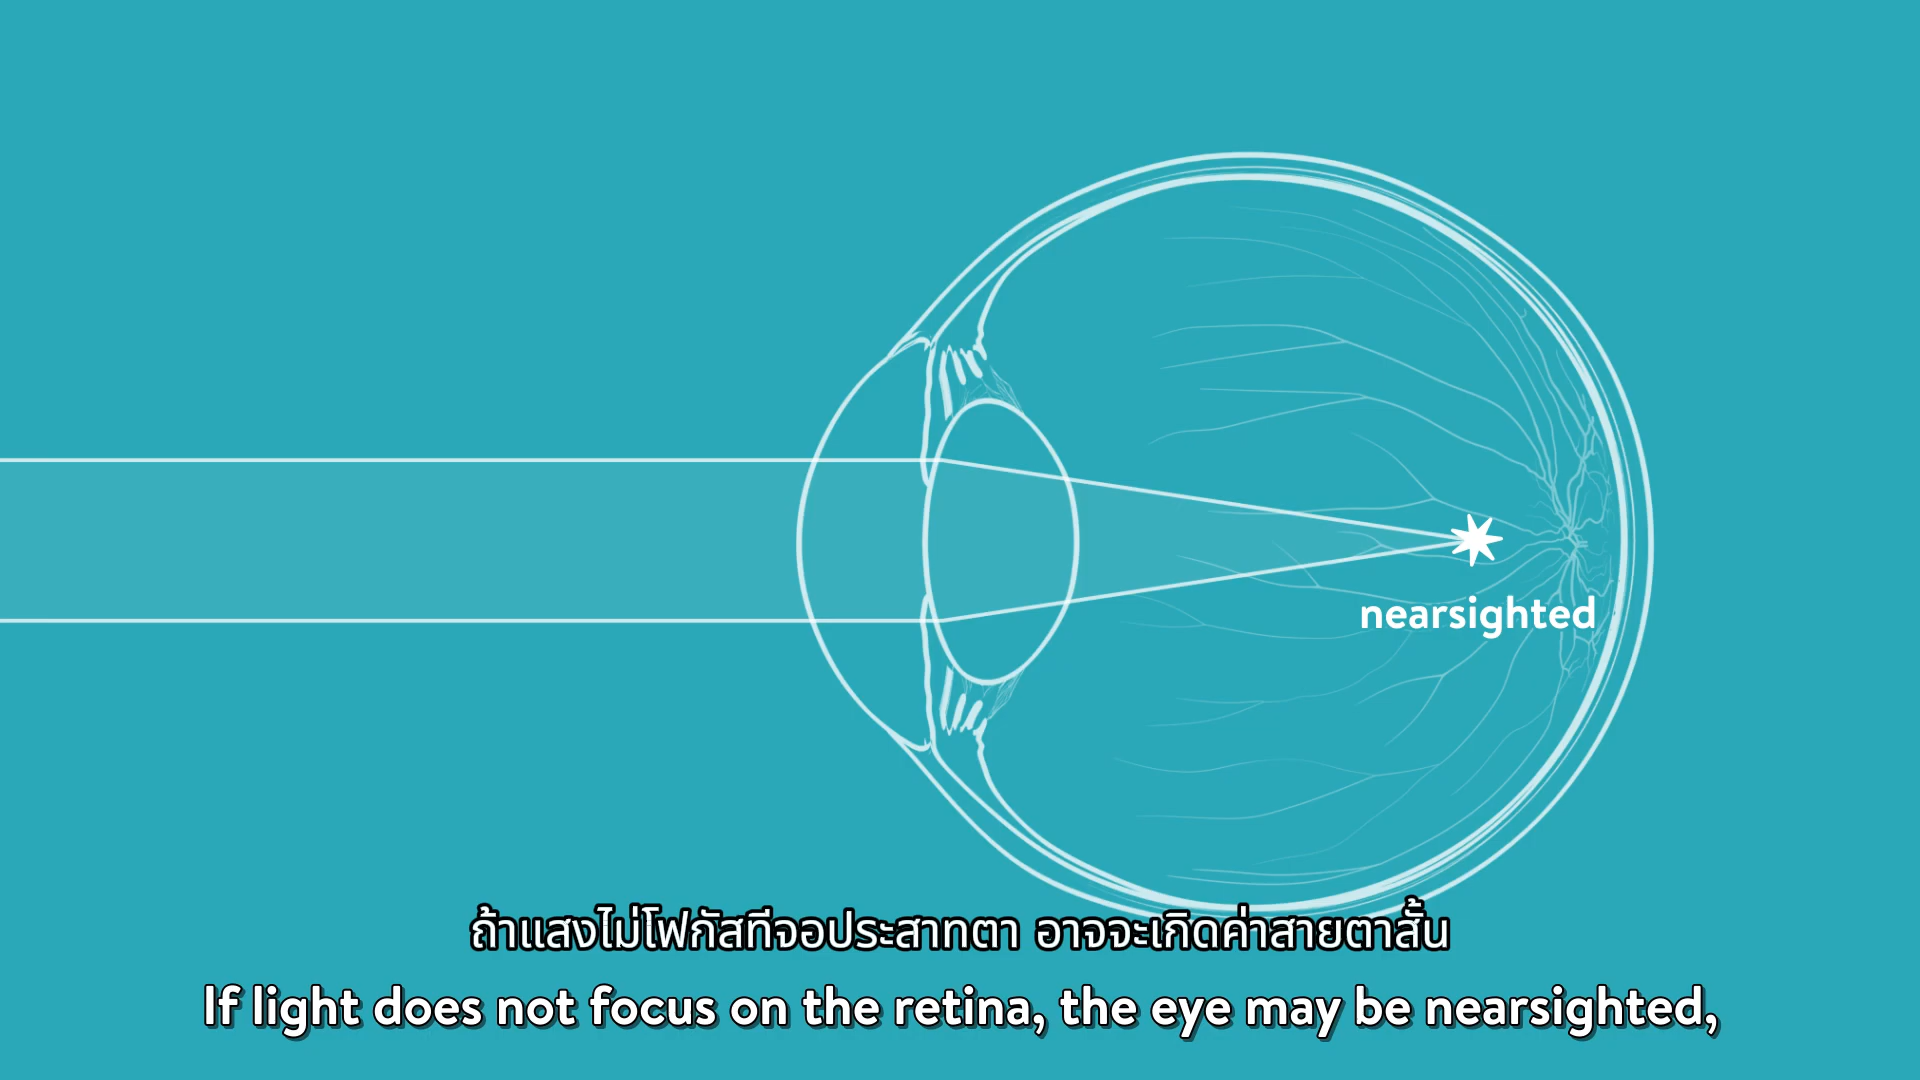 nearsighted
ถ้าแสงไม่โฟกัสที่จอประสาทตา อาจจะเกิดค่าสายตาสั้น
If light does not focus on the retina, the eye may be nearsighted,